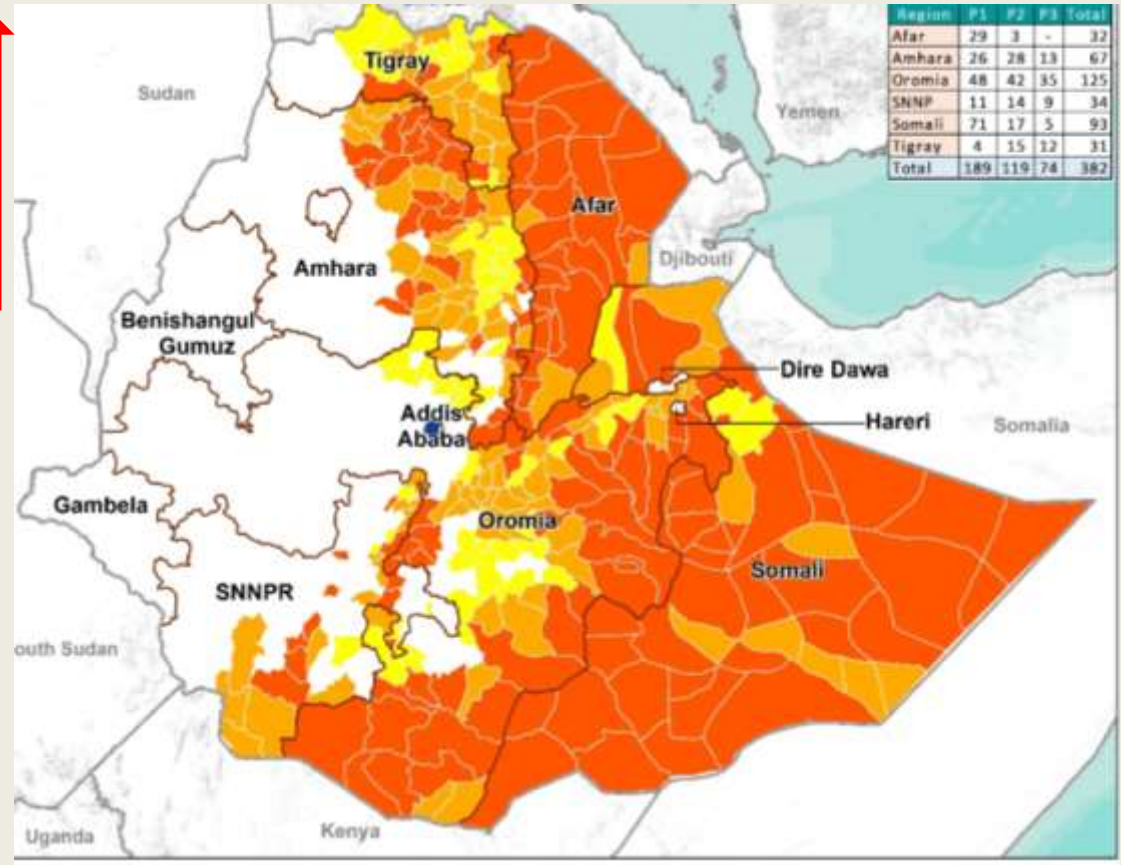 Region P1 P2 P3 Total
Afar 29 3 - 32
Amhara 26 28 13 67
Oromia 48 42 35 125
SNNP 11 14 9 34
Somali 71 17 5 93
Tigray 4 15 12 31
Total 189 119 74 382
Tigray
Sudan
Yemen
Afar
Amhara
Djibouti
Benishangul
Gumuz
Dire Dawa
Addis
Ababa
Hareri
Somalia
Gambela
Oromia
Somali
SNNPR
outh Sudan
Kenya
Uganda